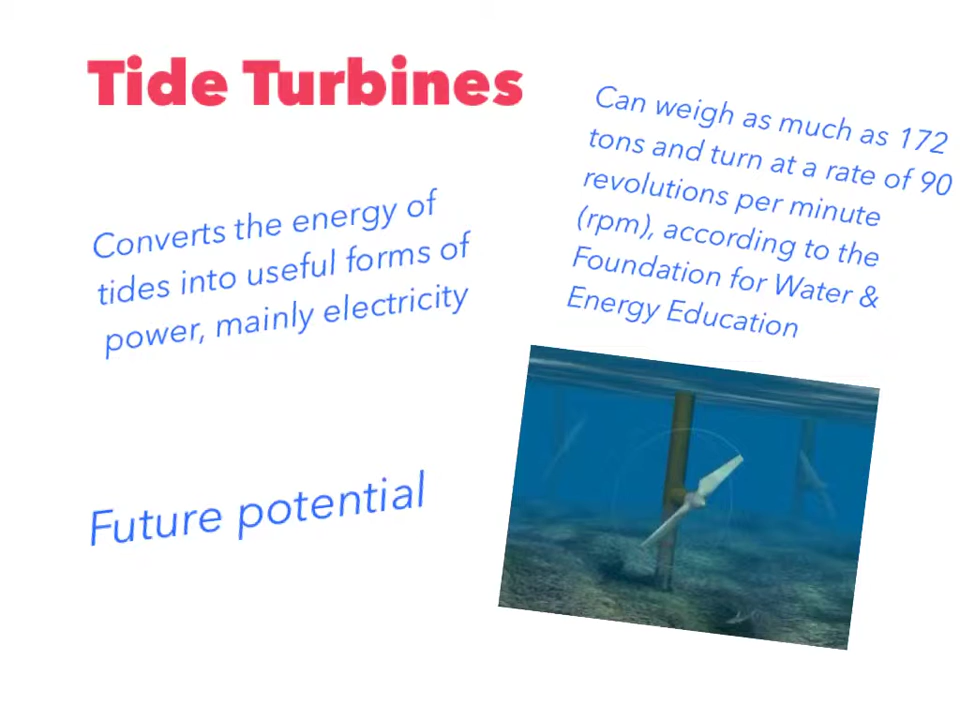 Tide Turbines
Converts the energy of
tides into useful forms of
power, mainly electricity
Future potential
Can weigh as much as 172
tons and turn at a rate of 90
revolutions per minute
(rpm), according to the
Foundation for Water &
Energy Education